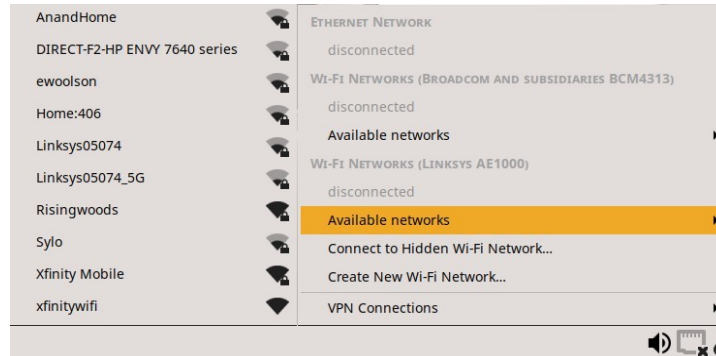 AnandHome
DIRECT-F2-HP ENVY 7640 series
ewoolson
Home:406
Linksys05074
Linksys05074_5G
Risingwoods
Sylo
Xfinity Mobile
xfinitywifi
ETHERNET NETWORK
disconnected
WI-FI NETWORKS (BROADCOM AND SUBSIDIARIES BCM4313)
disconnected
Available networks
WI-FI NETWORKS (LINKSYS AE1000)
disconnected
Available networks
Connect to Hidden Wi-Fi Network...
Create New Wi-Fi Network...
VPN Connections